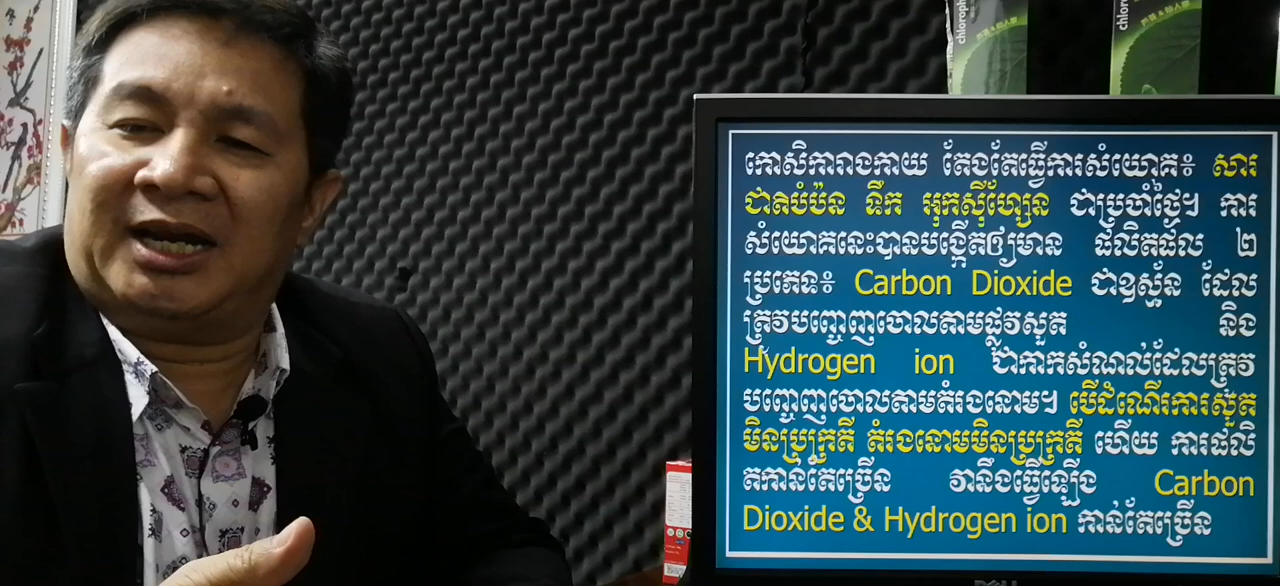 chloroph
chlorop
កោសិការាងកាយ តែងតែធ្វើការសំយោគ៖ សារ
ជាតិបំប៉ន ទឹក អុកស៊ីហ្សែន ជាប្រចាំថ្ងៃ។ ការ
សំយោគនេះបានបង្កើតឲ្យមាន ផលិតផល ២
ប្រភេទ៖ Carbon Dioxide ជាឧស្ម័ន ដែល
ត្រូវបញ្ចេញចោលតាមផ្លូវសួត និង
Hydrogen ion ជាកាកសំណល់ដែលត្រូវ
បញ្ចេញចោលតាមតំរងនោម។ បើដំណើរការសួត
មិនប្រក្រតី តំរងនោមមិនប្រក្រតី ហើយ ការផលិ
តកាន់តែច្រើន វានឹងធ្វើឡើង Carbon
Dioxide & Hydrogen ion កាន់តែច្រើន